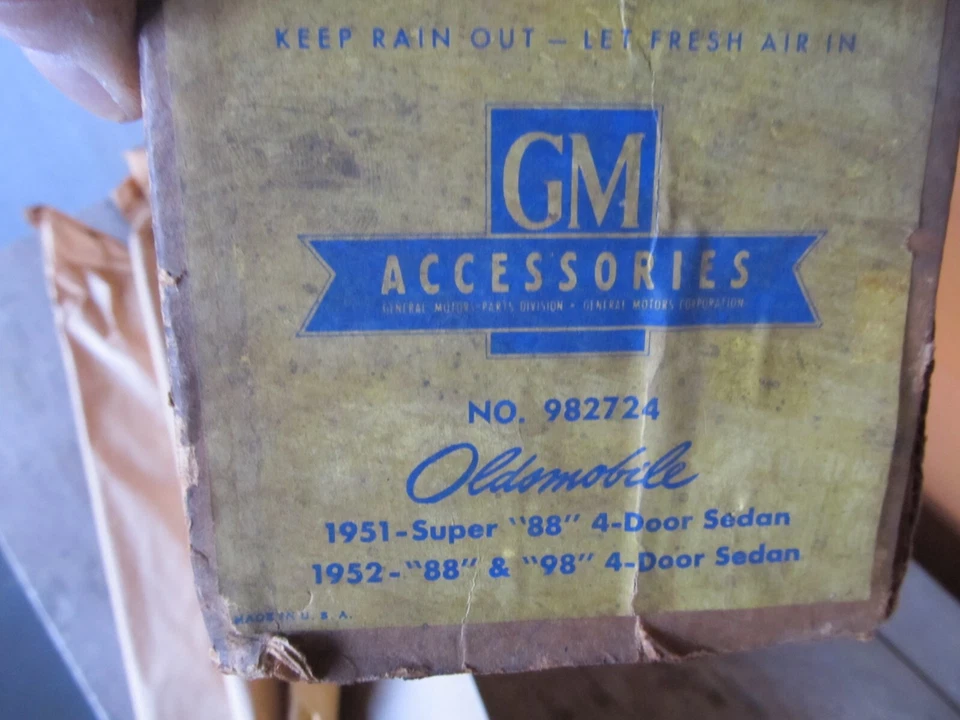 KEEP RAIN OUT — LET FRESH AIR IN
GM
ACCESSORIES
GENERAL MOTORS PARTS DIVISION • GENERAL MOTORS CORPORATION
NO. 982724
Oldsmobile
1951-Super "88" 4-Door Sedan
1952-"88" & "98" 4-Door Sedan
MADE IN U. S. A.